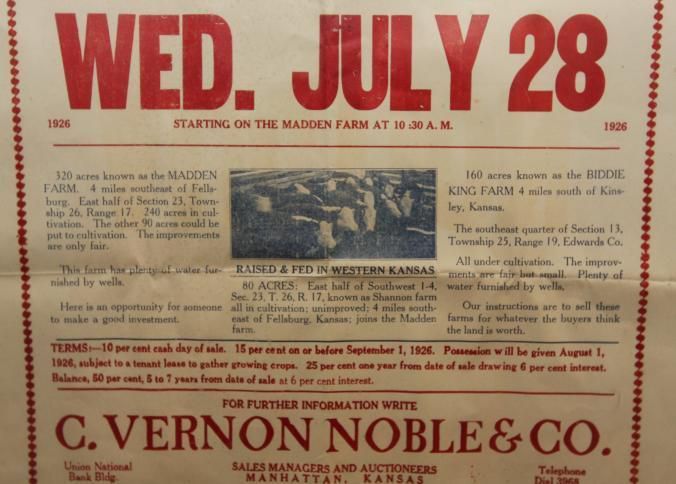 WED. JULY 28
1926 STARTING ON THE MADDEN FARM AT 10:30 A. M. 1926
320 acres known as the MADDEN
FARM. 4 miles southeast of Fells-
burg. East half of Section 23, Town-
ship 26, Range 17. 240 acres in cul-
tivation. The other 90 acres could be
put to cultivation. The improvements
are only fair.
This farm has plenty of water fur-
nished by wells.
Here is an opportunity for someone
to make a good investment.
RAISED & FED IN WESTERN KANSAS
80 ACRES: East half of Southwest 1-4,
Sec. 23, T. 26, R. 17, known as Shannon farm
all in cultivation; unimproved; 4 miles south-
east of Fellsburg, Kansas; joins the Madden
farm.
160 acres known as the BIDDIE
KING FARM 4 miles south of Kins-
ley, Kansas.
The southeast quarter of Section 13,
Township 25, Range 19, Edwards Co.
All under cultivation. The improv-
ments are fair but small. Plenty of
water furnished by wells.
Our instructions are to sell these
farms for whatever the buyers think
the land is worth.
TERMS:—10 per cent cash day of sale. 15 per cent on or before September 1, 1926. Possession will be given August 1,
1926, subject to a tenant lease to gather growing crops. 25 per cent one year from date of sale drawing 6 per cent interest.
Balance, 50 per cent, 5 to 7 years from date of sale at 6 per cent interest.
FOR FURTHER INFORMATION WRITE
C. VERNON NOBLE & CO.
Union National
Bank Bldg.
SALES MANAGERS AND AUCTIONEERS
MANHATTAN, KANSAS
Telephone
Dial 3968